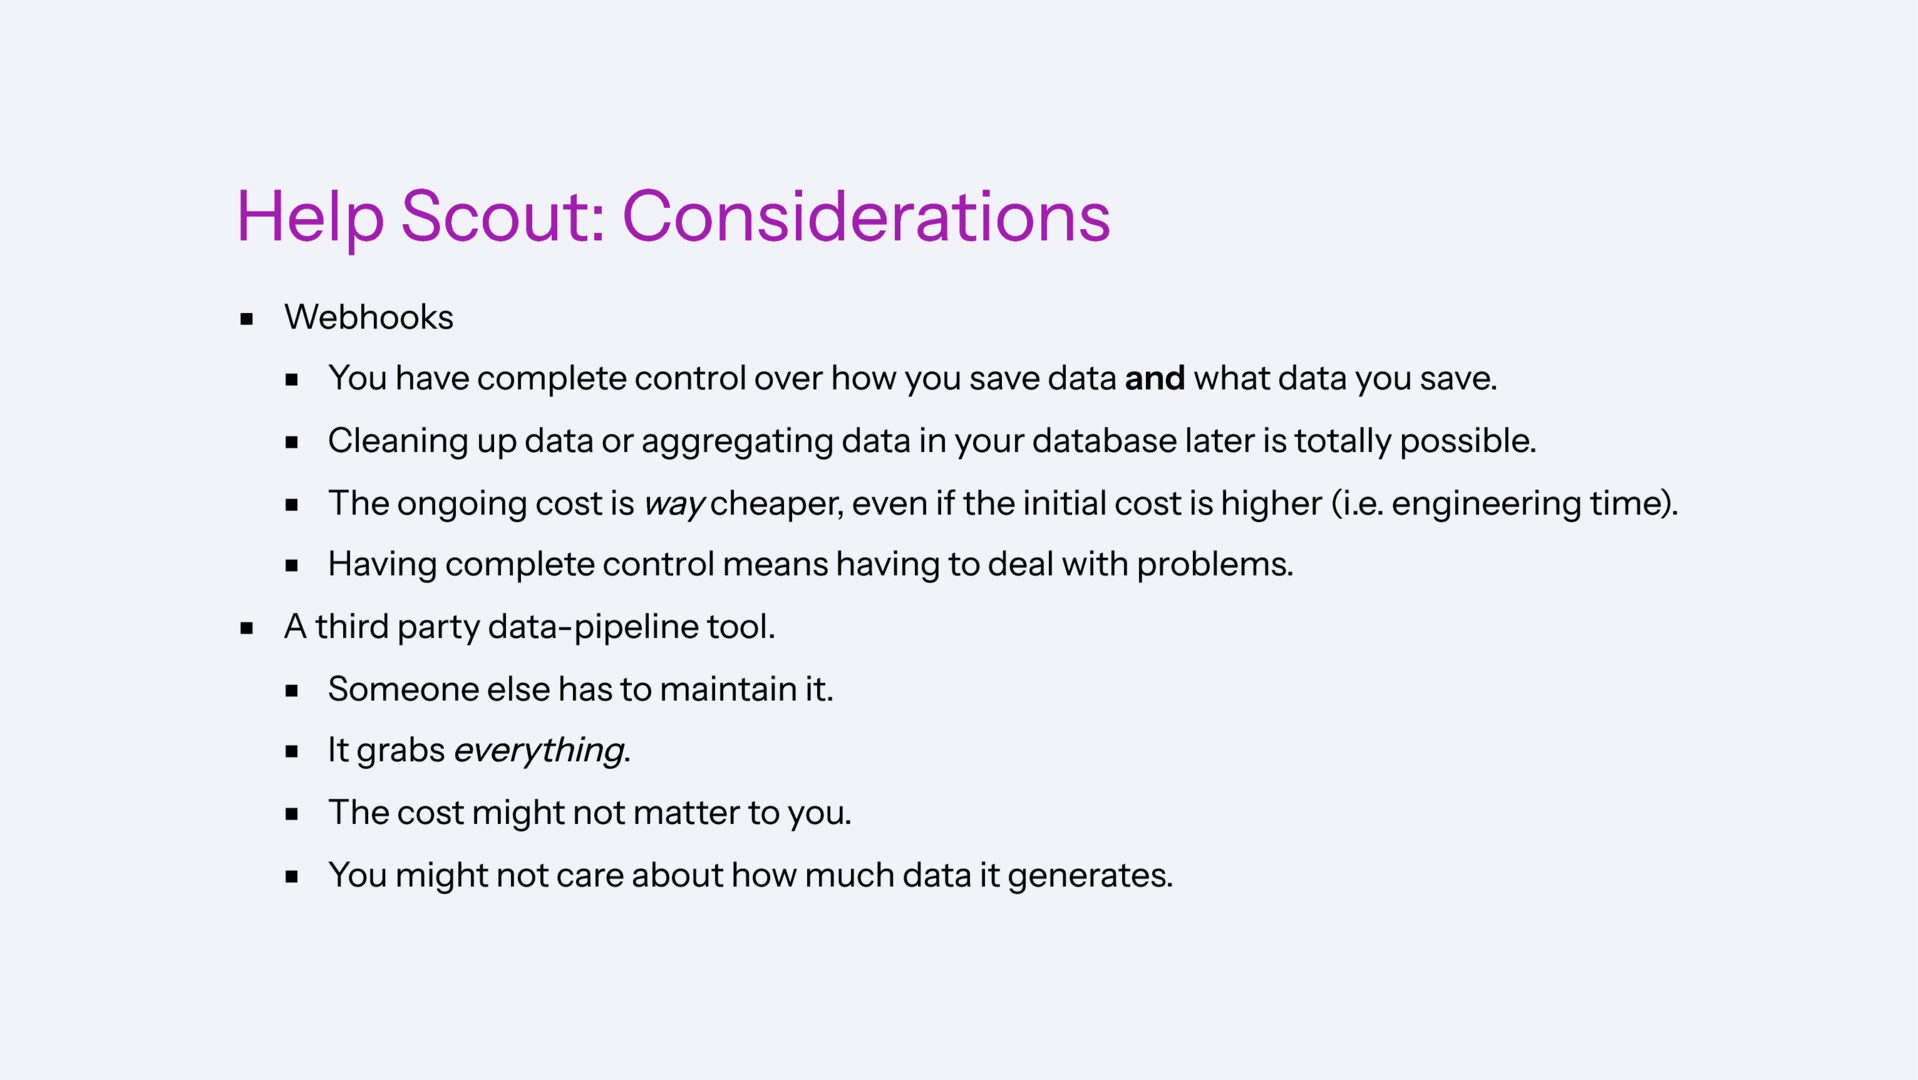 Help Scout: Considerations
▪ Webhooks
▪ You have complete control over how you save data and what data you save.
▪ Cleaning up data or aggregating data in your database later is totally possible.
▪ The ongoing cost is way cheaper, even if the initial cost is higher (i.e. engineering time).
▪ Having complete control means having to deal with problems.
▪ A third party data-pipeline tool.
▪ Someone else has to maintain it.
▪ It grabs everything.
▪ The cost might not matter to you.
▪ You might not care about how much data it generates.